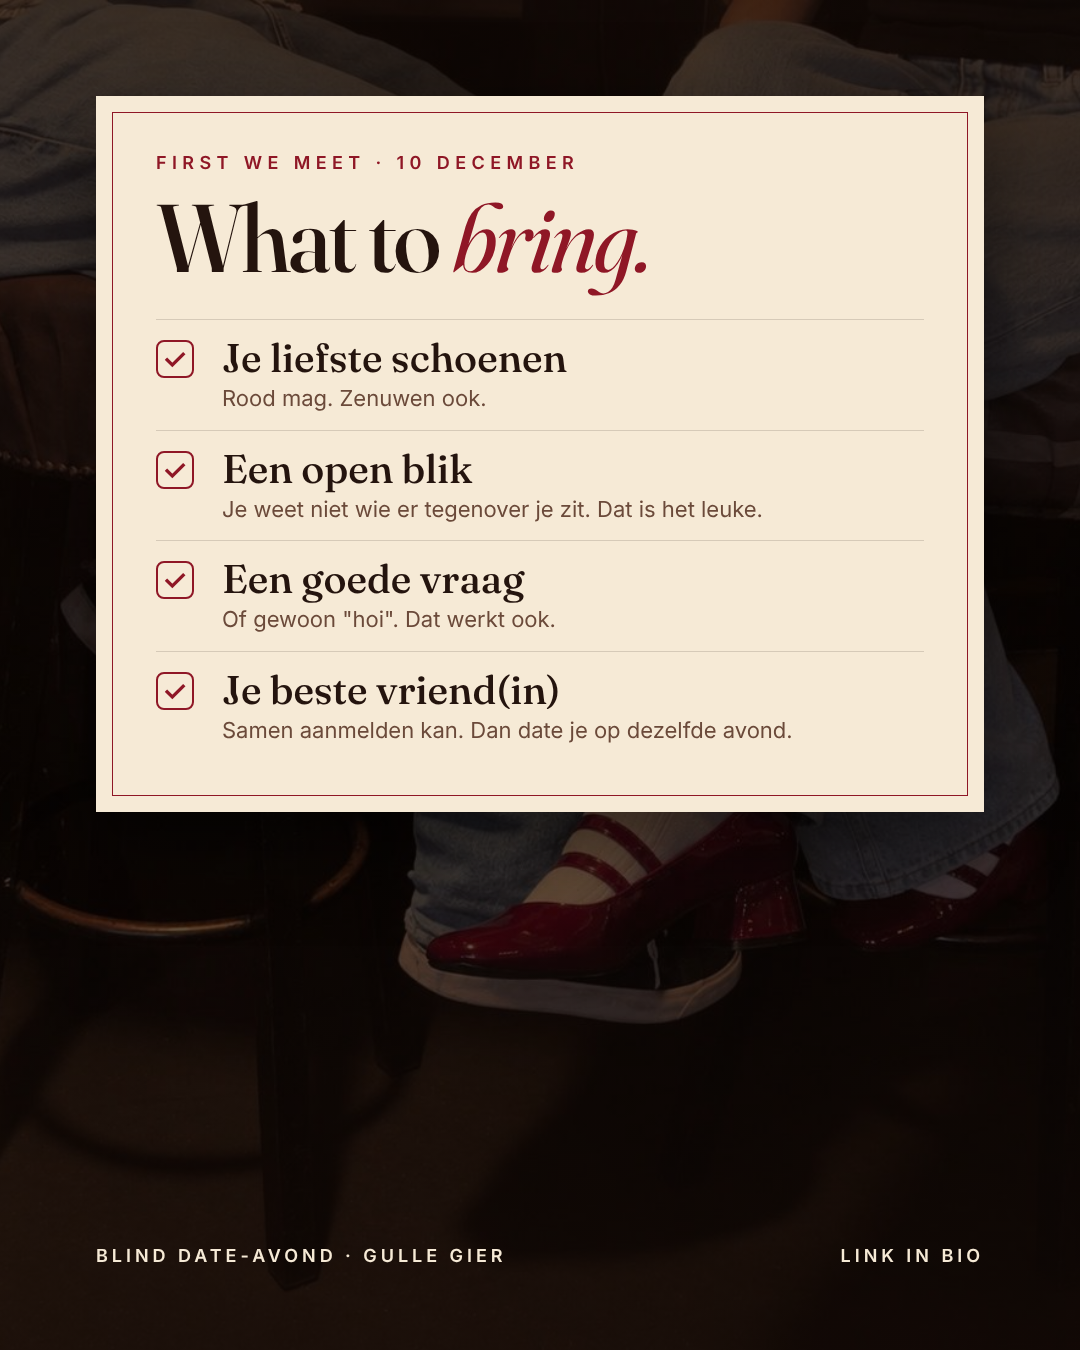 FIRST WE MEET · 10 DECEMBER
What to bring.
Je liefste schoenen
Rood mag. Zenuwen ook.
Een open blik
Je weet niet wie er tegenover je zit. Dat is het leuke.
Een goede vraag
Of gewoon "hoi". Dat werkt ook.
Je beste vriend(in)
Samen aanmelden kan. Dan date je op dezelfde avond.
BLIND DATE-AVOND · GULLE GIER
LINK IN BIO